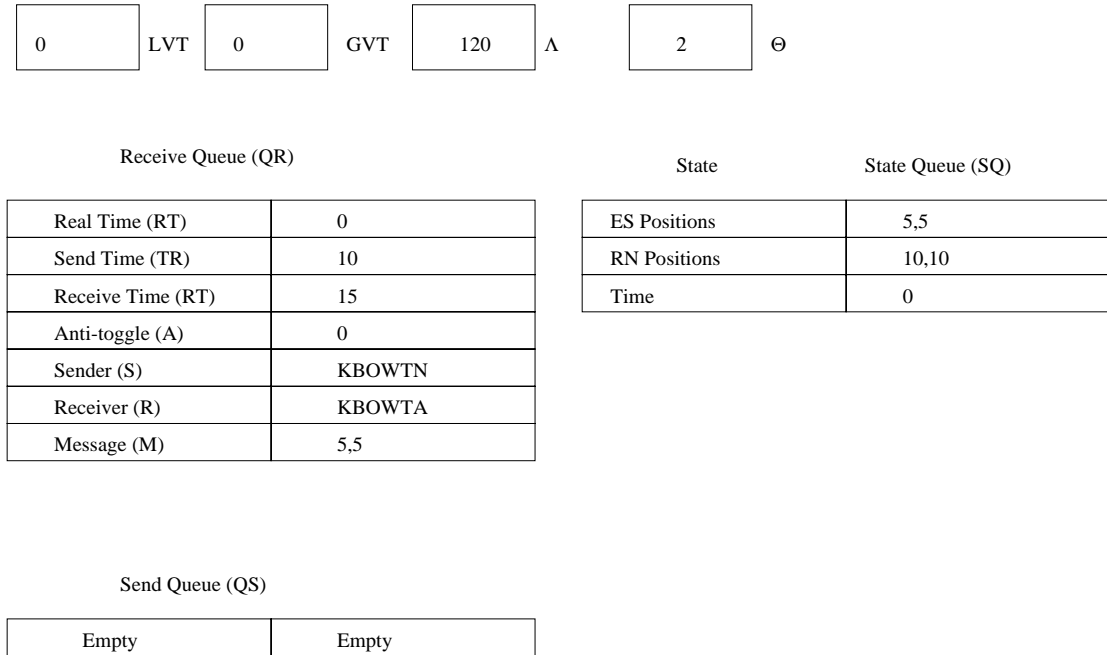 0 LVT 0 GVT 120 Λ 2 Θ
Receive Queue (QR)
Real Time (RT) 0
Send Time (TR) 10
Receive Time (RT) 15
Anti-toggle (A) 0
Sender (S) KBOWTN
Receiver (R) KBOWTA
Message (M) 5,5
State State Queue (SQ)
ES Positions 5,5
RN Positions 10,10
Time 0
Send Queue (QS)
Empty Empty